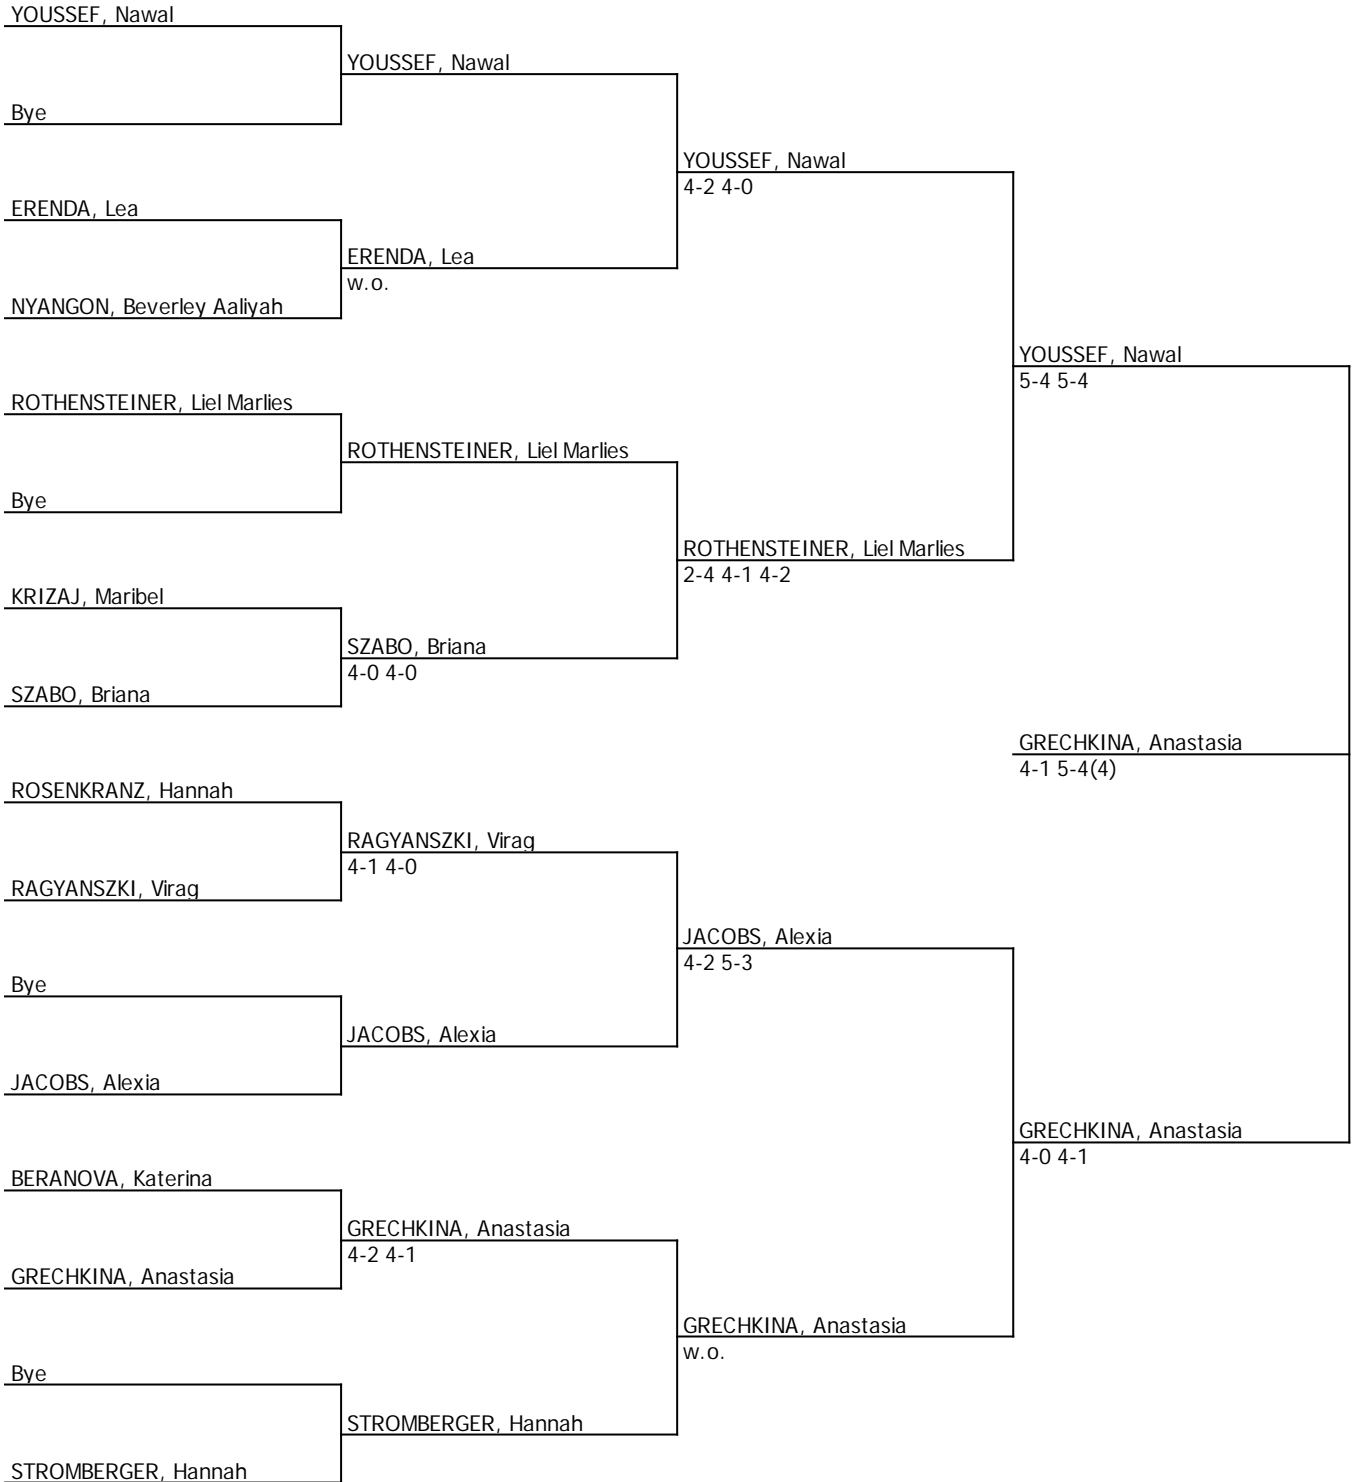 YOUSSEF, Nawal
Bye
ERENDA, Lea
NYANGON, Beverley Aaliyah
ROTHENSTEINER, Liel Marlies
Bye
KRIZAJ, Maribel
SZABO, Briana
ROSENKRANZ, Hannah
RAGYANSZKI, Virag
Bye
JACOBS, Alexia
BERANOVA, Katerina
GRECHKINA, Anastasia
Bye
STROMBERGER, Hannah
YOUSSEF, Nawal
ERENDA, Lea
w.o.
ROTHENSTEINER, Liel Marlies
SZABO, Briana
4-0 4-0
RAGYANSZKI, Virag
4-1 4-0
JACOBS, Alexia
GRECHKINA, Anastasia
4-2 4-1
STROMBERGER, Hannah
YOUSSEF, Nawal
4-2 4-0
ROTHENSTEINER, Liel Marlies
2-4 4-1 4-2
JACOBS, Alexia
4-2 5-3
GRECHKINA, Anastasia
w.o.
YOUSSEF, Nawal
5-4 5-4
GRECHKINA, Anastasia
4-1 5-4(4)
GRECHKINA, Anastasia
4-0 4-1